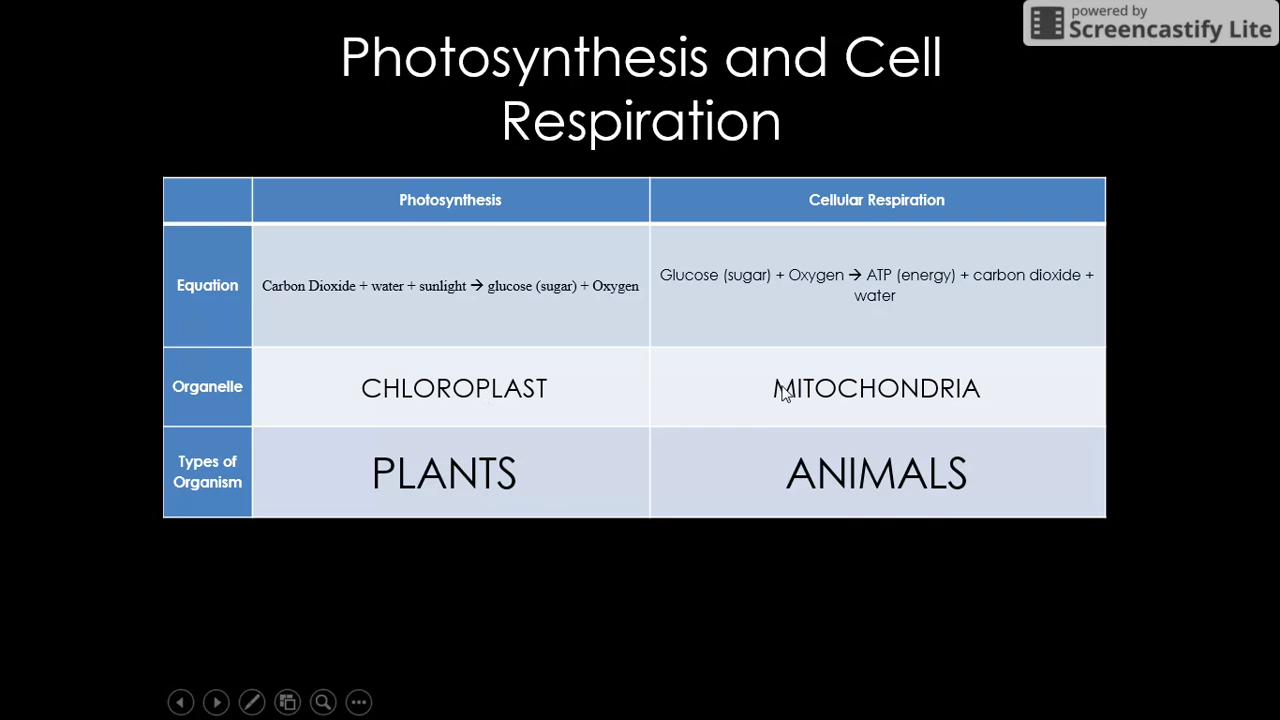 powered by
Screencastify Lite
Photosynthesis and Cell
Respiration
Photosynthesis
Cellular Respiration
Equation
Carbon Dioxide + water + sunlight → glucose (sugar) + Oxygen
Glucose (sugar) + Oxygen → ATP (energy) + carbon dioxide +
water
Organelle
CHLOROPLAST
MITOCHONDRIA
Types of
Organism
PLANTS
ANIMALS